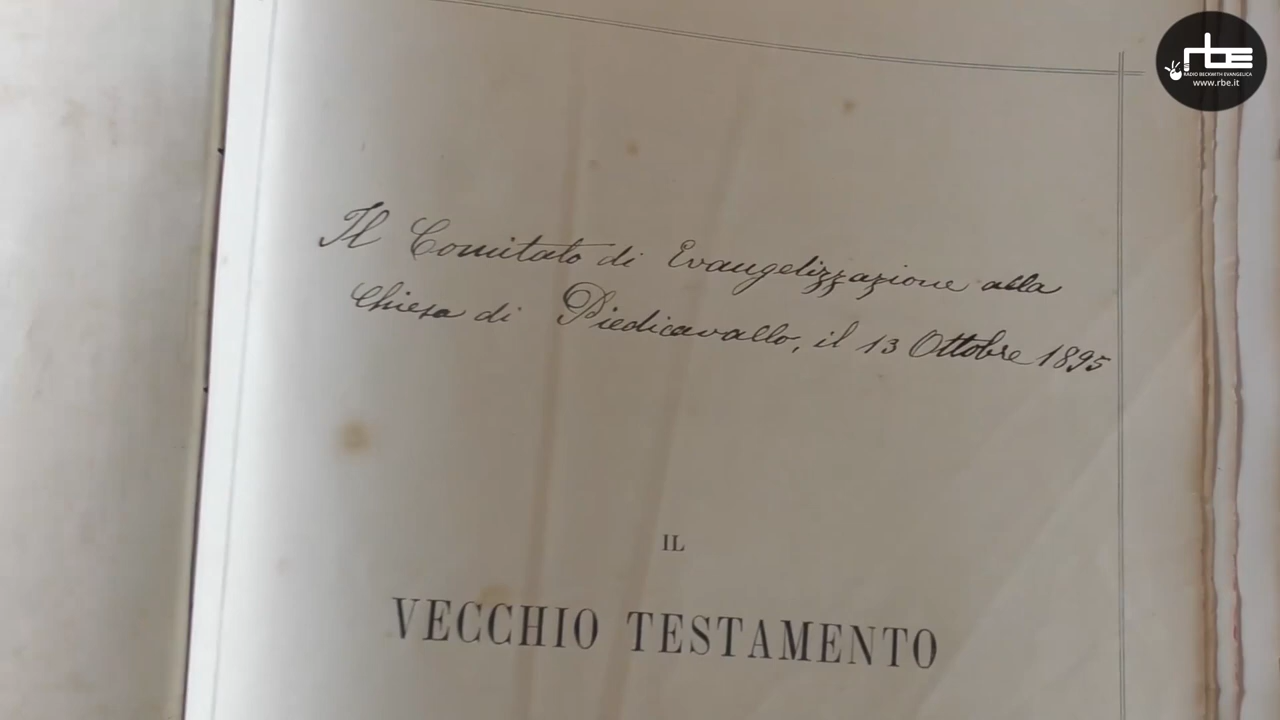 rbe
RADIO BECKWITH EVANGELICA
www.rbe.it
Il Comitato di Evangelizzazione alla
Chiesa di Piedicavallo, il 13 Ottobre 1895
IL
VECCHIO TESTAMENTO